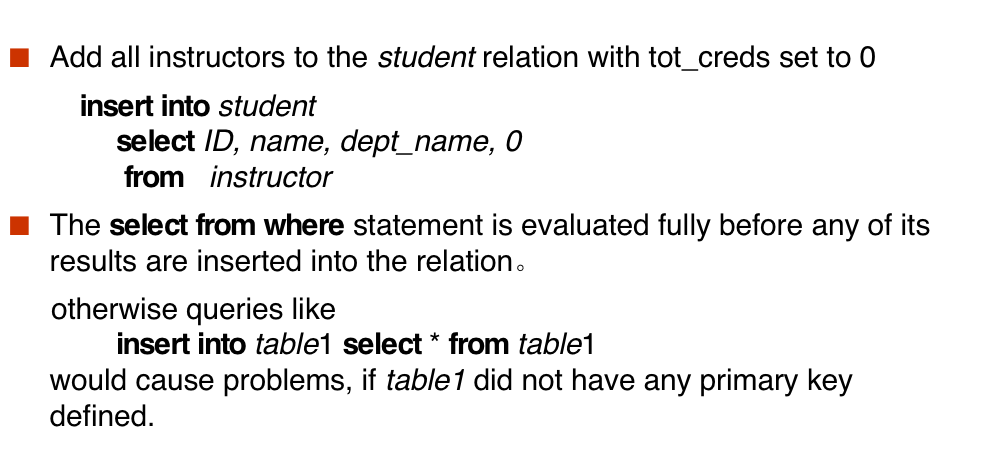 Add all instructors to the student relation with tot_creds set to 0
insert into student
select ID, name, dept_name, 0
from instructor
The select from where statement is evaluated fully before any of its
results are inserted into the relation。
otherwise queries like
insert into table1 select * from table1
would cause problems, if table1 did not have any primary key
defined.